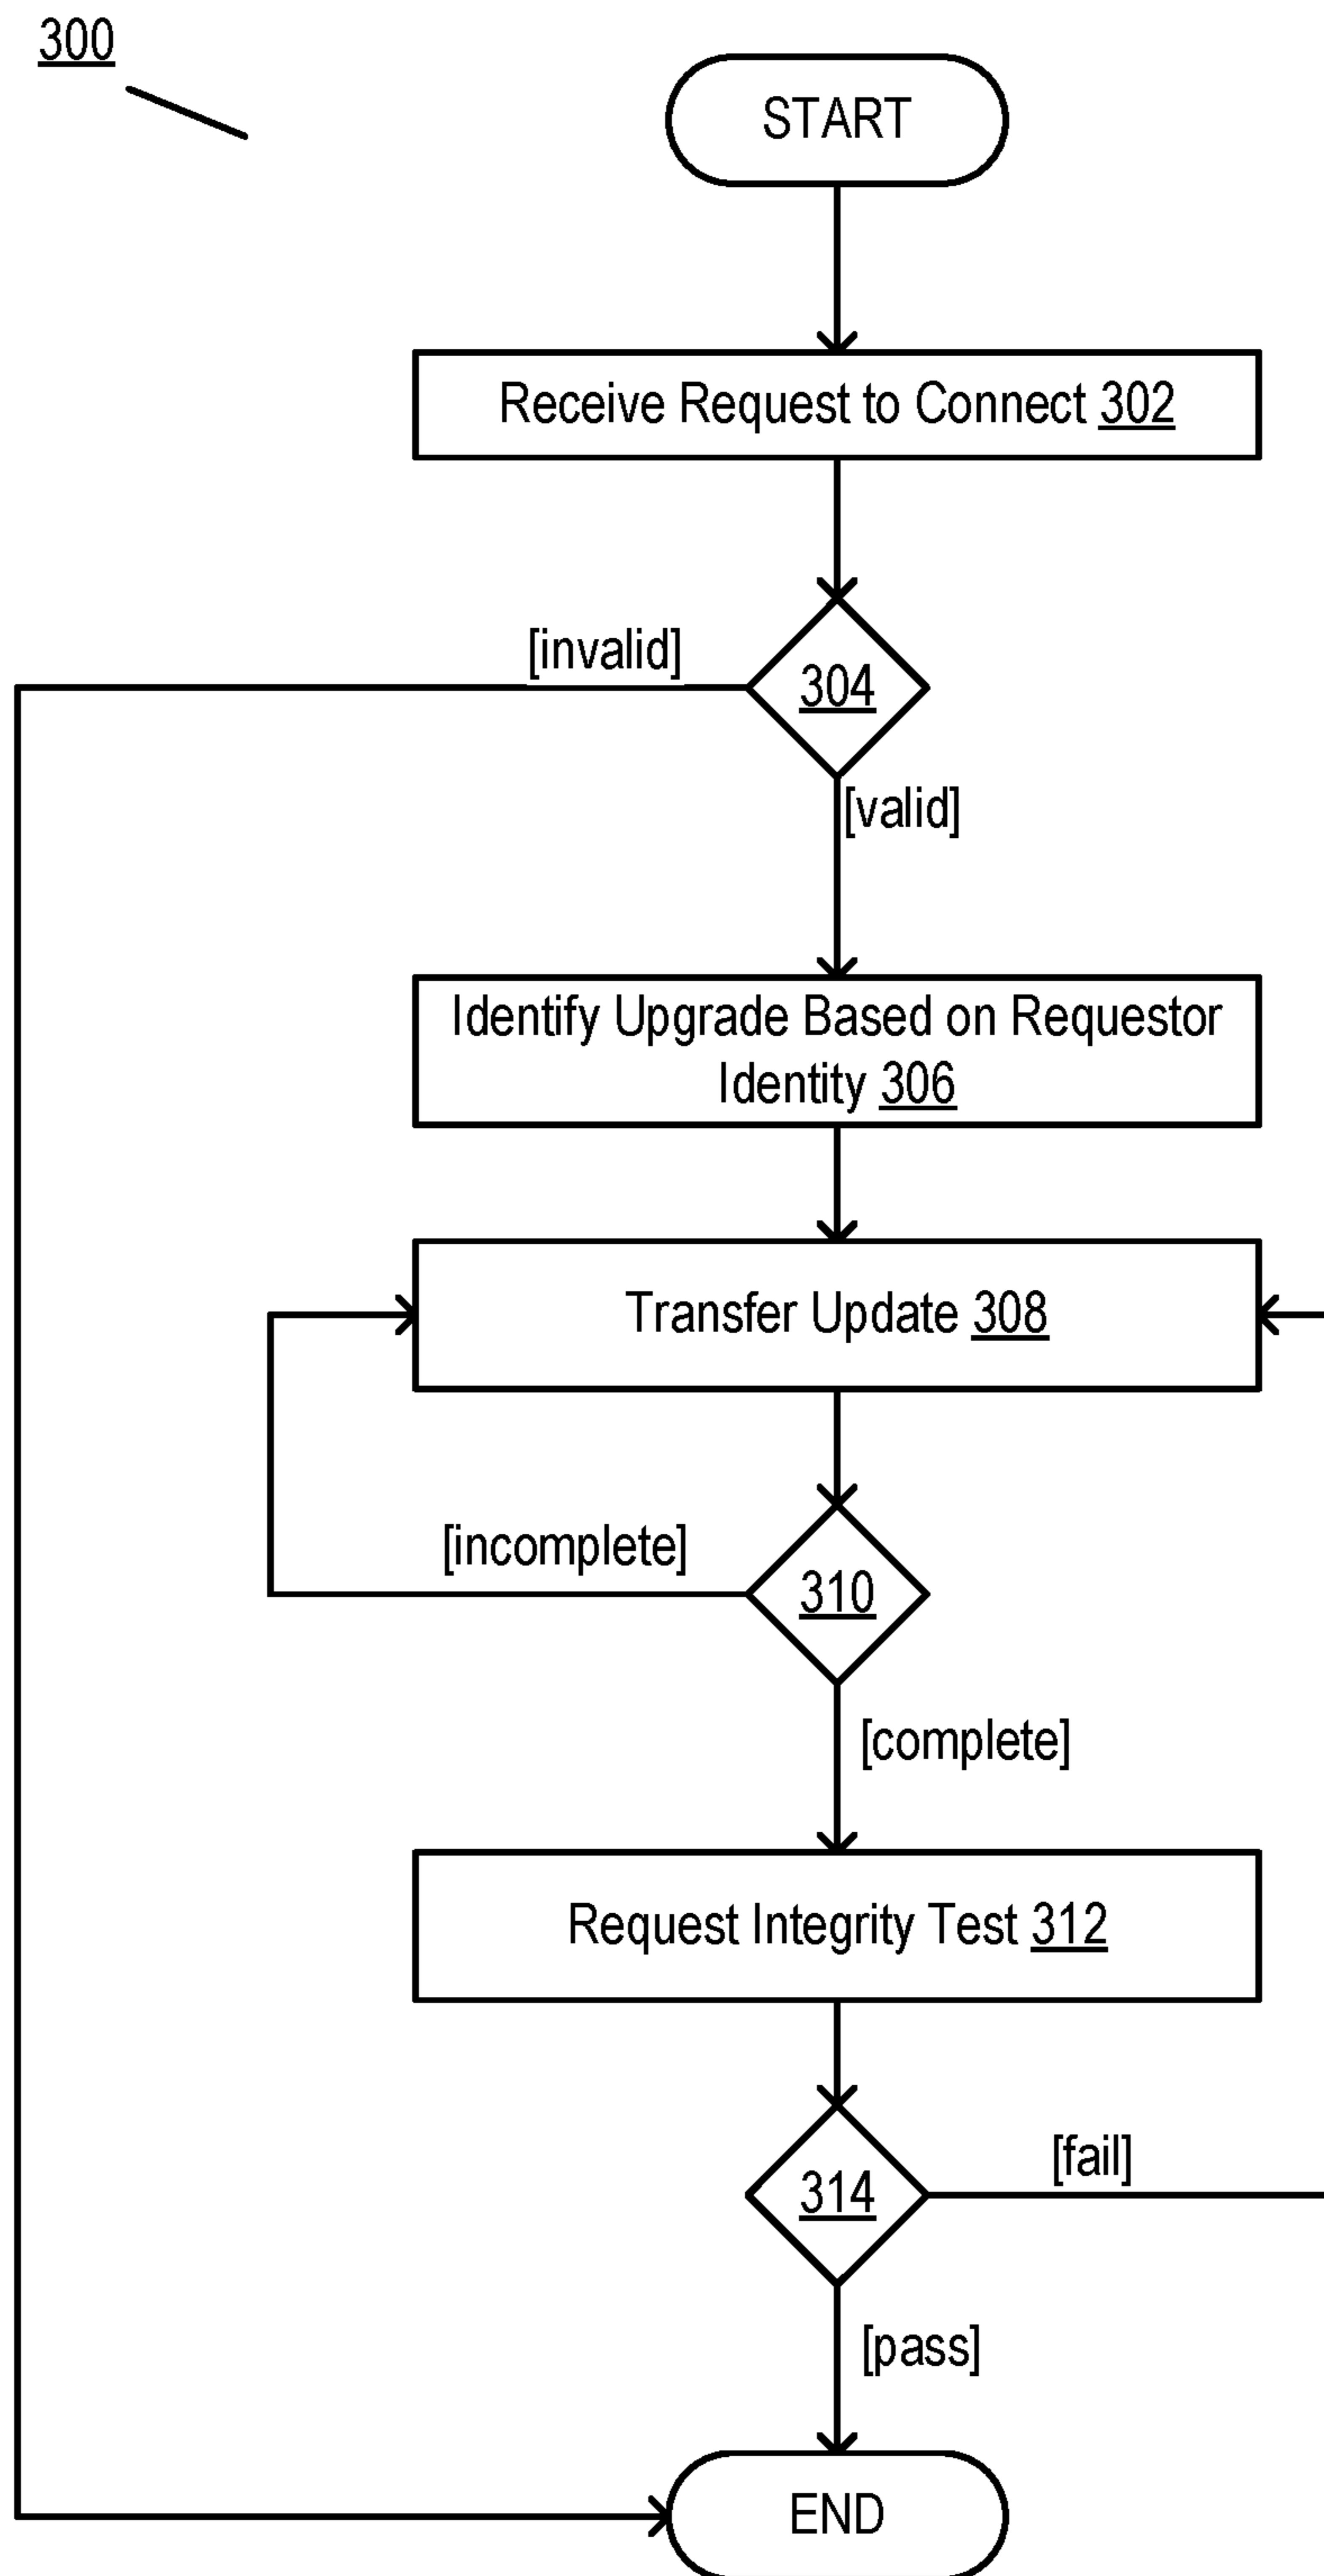 300
START
Receive Request to Connect 302
[invalid]
304
[valid]
Identify Upgrade Based on Requestor
Identity 306
Transfer Update 308
[incomplete]
310
[complete]
Request Integrity Test 312
[fail]
314
[pass]
END